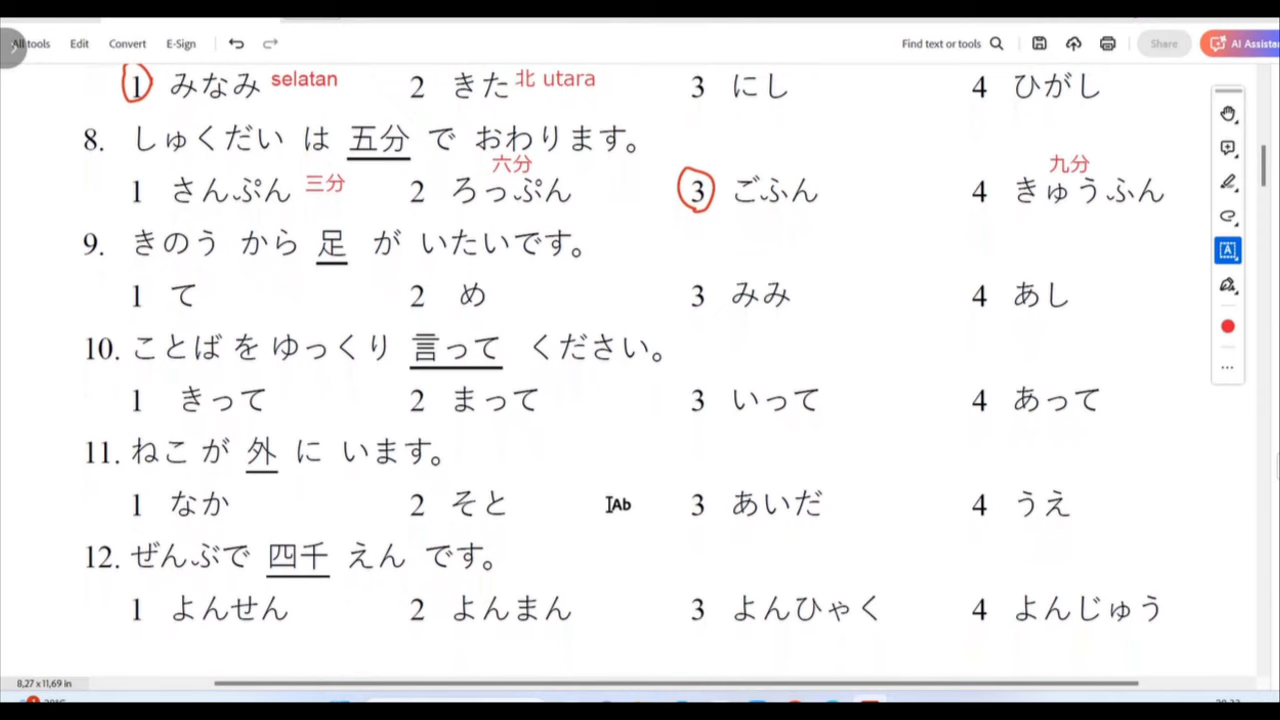 All tools Edit Convert E-Sign Find text or tools Share AI Assista
1 みなみ selatan 2 きた 北 utara 3 にし 4 ひがし
8. しゅくだい は 五分 で おわります。
六分 九分
1 さんぷん 三分 2 ろっぷん 3 ごふん 4 きゅうふん
9. きのう から 足 が いたいです。
1 て 2 め 3 みみ 4 あし
10. ことば を ゆっくり 言って ください。
1 きって 2 まって 3 いって 4 あって
11. ねこ が 外 に います。
1 なか 2 そと 3 あいだ 4 うえ
IAb
12. ぜんぶで 四千 えん です。
1 よんせん 2 よんまん 3 よんひゃく 4 よんじゅう
8,27 x 11,69 in